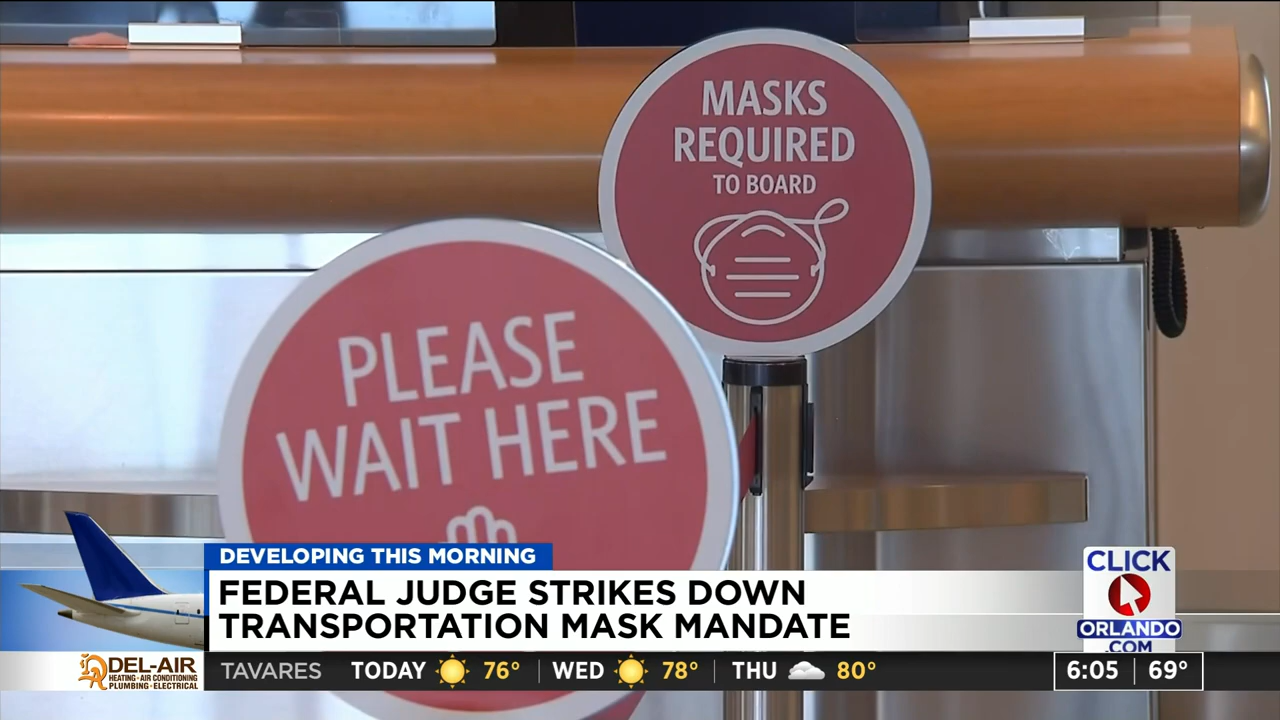 MASKS
REQUIRED
TO BOARD
PLEASE
WAIT HERE
DEVELOPING THIS MORNING
FEDERAL JUDGE STRIKES DOWN
TRANSPORTATION MASK MANDATE
CLICK
ORLANDO
.COM
DEL-AIR
HEATING · AIR CONDITIONING
PLUMBING · ELECTRICAL
TAVARES TODAY 76° WED 78° THU 80° 6:05 69°